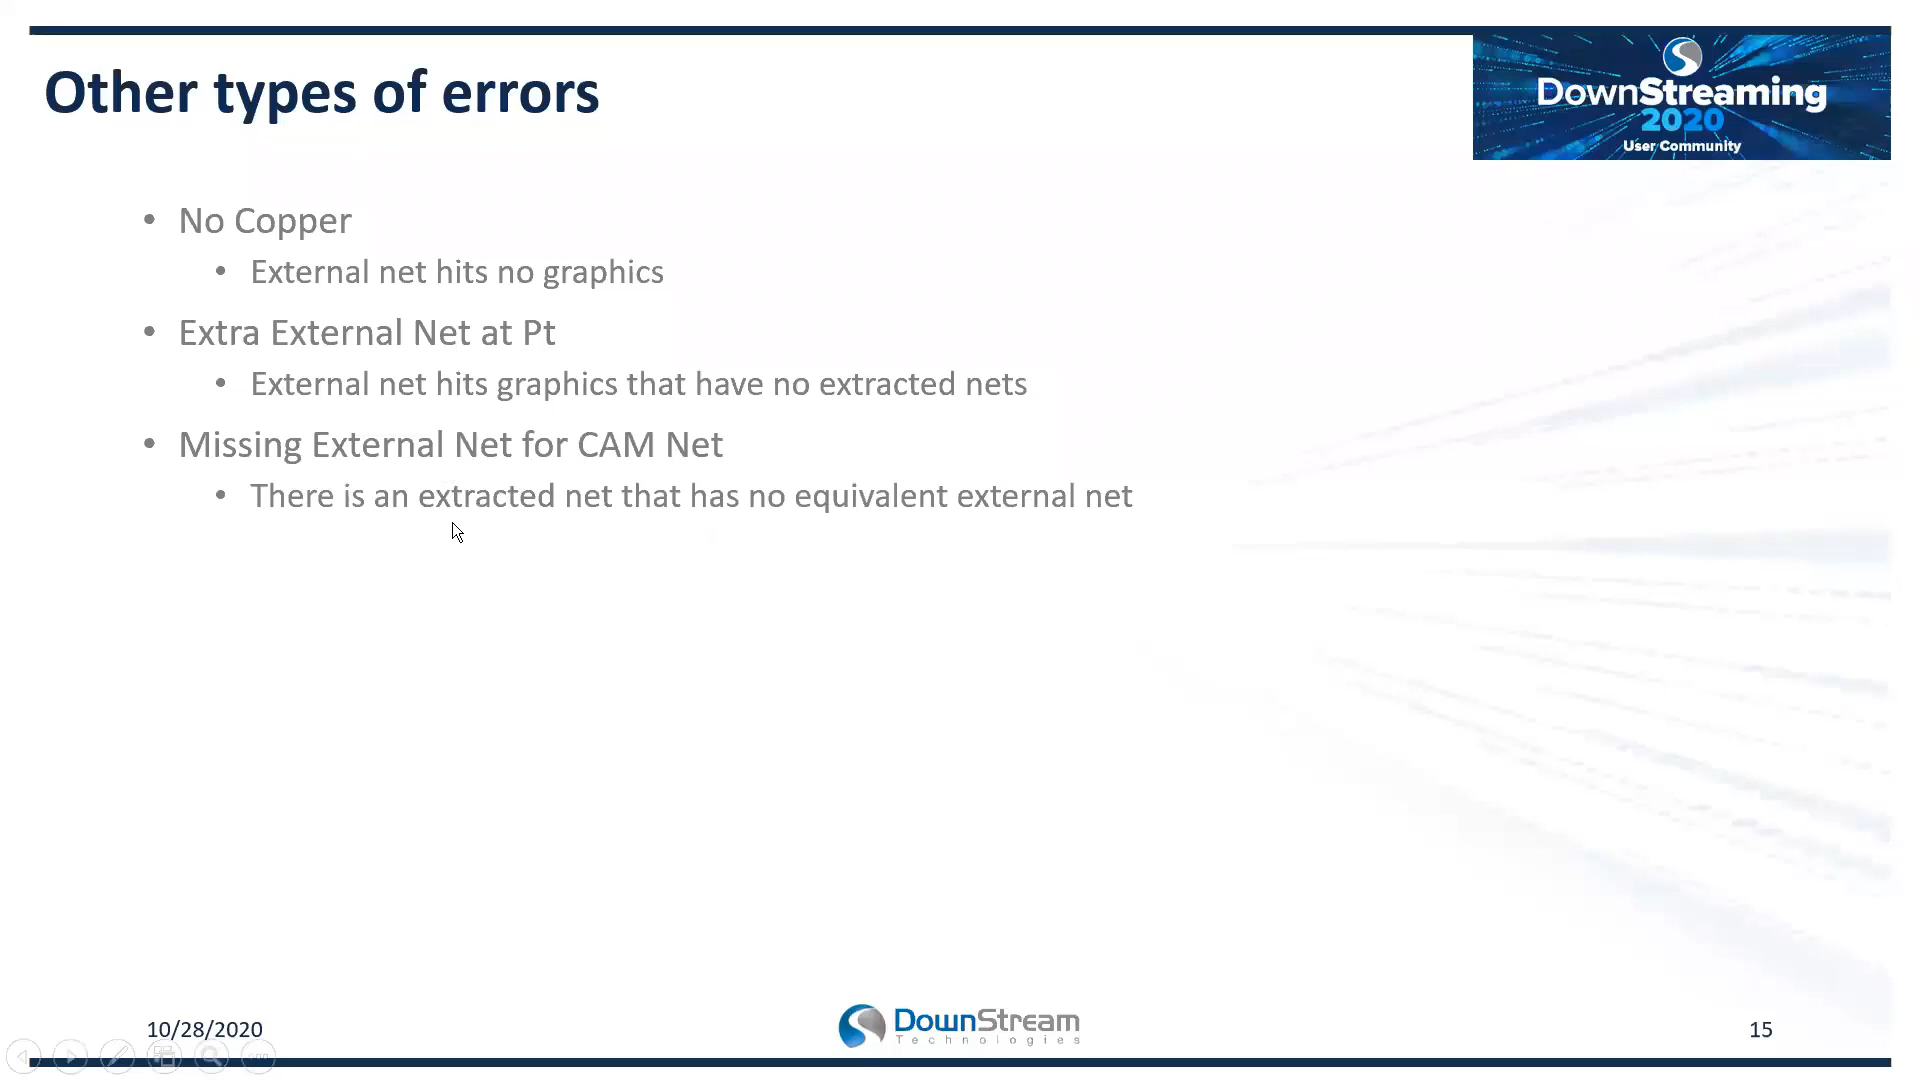 Other types of errors
DownStreaming
2020
User Community
• No Copper
• External net hits no graphics
• Extra External Net at Pt
• External net hits graphics that have no extracted nets
• Missing External Net for CAM Net
• There is an extracted net that has no equivalent external net
10/28/2020
DownStream
Technologies
15